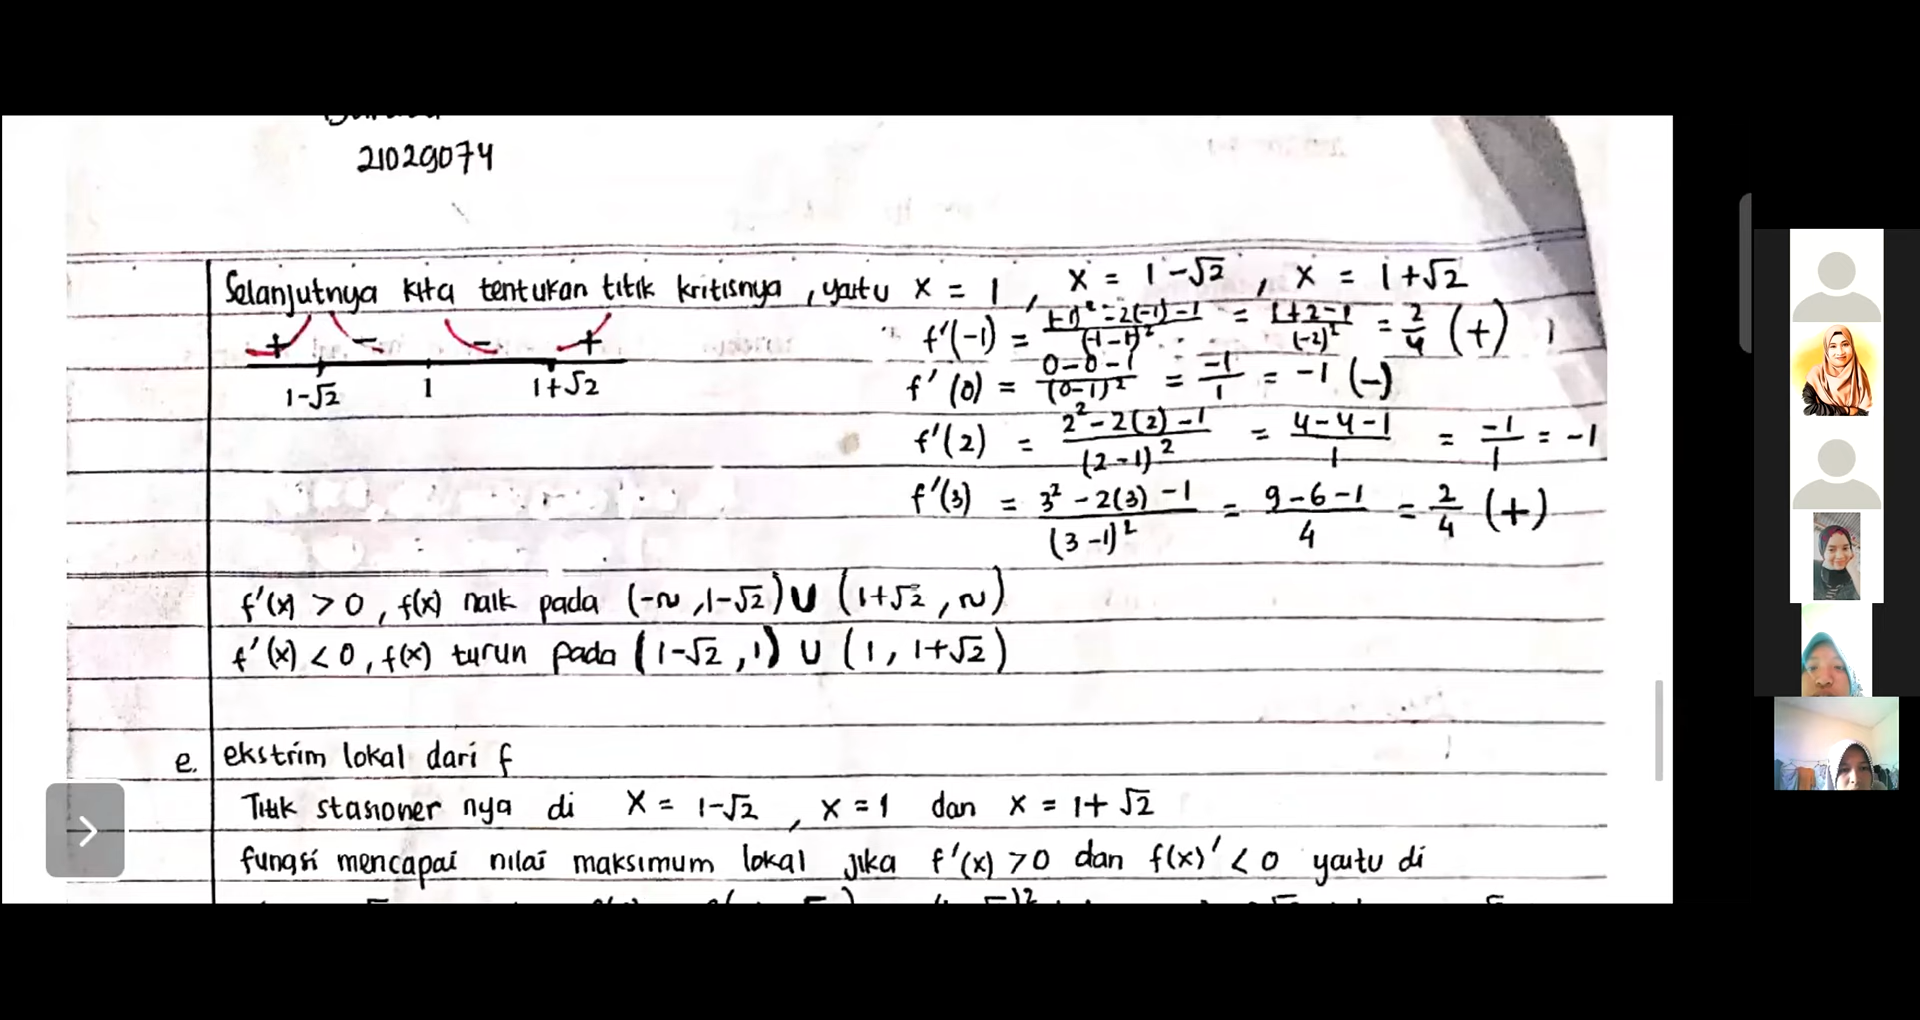 21029074
Selanjutnya kita tentukan titik kritisnya, yaitu x = 1, x = 1-√2, x = 1+√2
+ - - +
1-√2 1 1+√2
f'(-1) = (-1)²-2(-1)-1/(-1-1)² = 1+2-1/(-2)² = 2/4 (+)
f'(0) = 0-0-1/(0-1)² = -1/1 = -1 (-)
f'(2) = 2²-2(2)-1/(2-1)² = 4-4-1/1 = -1/1 = -1
f'(3) = 3²-2(3)-1/(3-1)² = 9-6-1/4 = 2/4 (+)
f'(x) > 0, f(x) naik pada (-~, 1-√2) ∪ (1+√2, ~)
f'(x) < 0, f(x) turun pada (1-√2, 1) ∪ (1, 1+√2)
e. ekstrim lokal dari f
Titik stasioner nya di x = 1-√2, x = 1 dan x = 1+√2
fungsi mencapai nilai maksimum lokal jika f'(x) > 0 dan f(x)' < 0 yaitu di